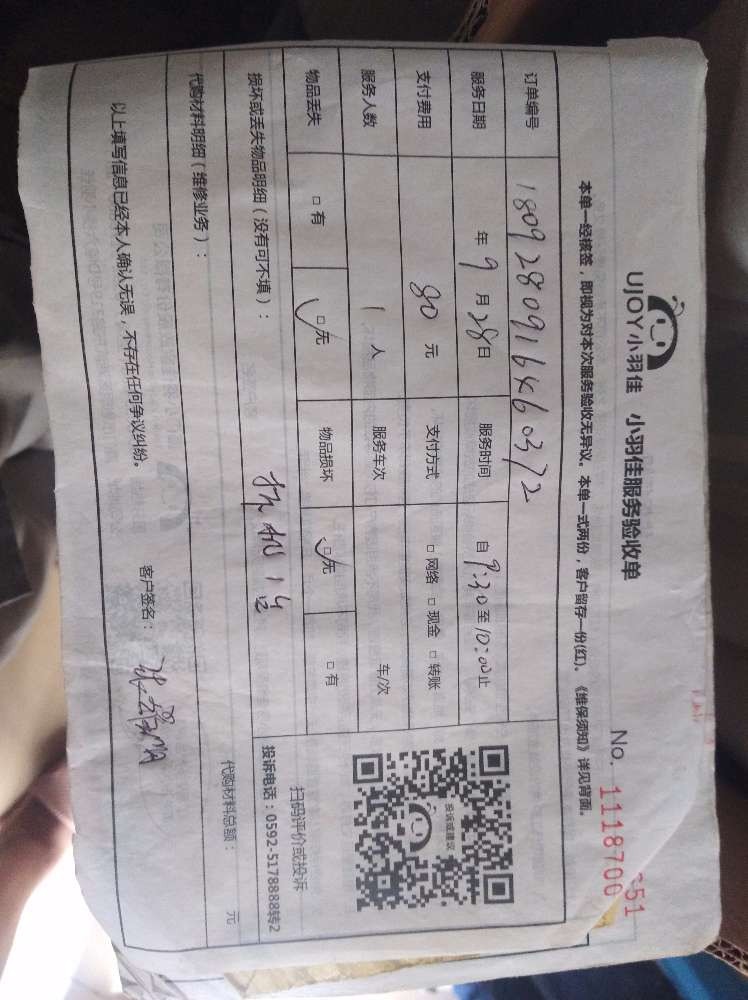 UJOY小羽佳 小羽佳服务验收单
No. 1118700
51
本单一经核签，即视为对本次服务验收无异议。本单一式两份，客户留存一份(红)。《维保须知》详见背面。
订单编号
服务日期 年 9 月 28 日 服务时间 自 9:30 至 10:00 止
支付费用 80 元 支付方式 □ 网络 □ 现金 □ 转账
服务人数 1 人 服务车次 车/次
物品丢失 □ 有 □ 无 物品损坏 □ 无 □ 有
投诉或建议
扫码评价或投诉
投诉电话：0592-5178888转2
损坏或丢失物品明细（没有可不填）：
代购材料明细（维修业务）：
代购材料总额： 元
以上填写信息已经本人确认无误，不存在任何争议纠纷。 客户签名：